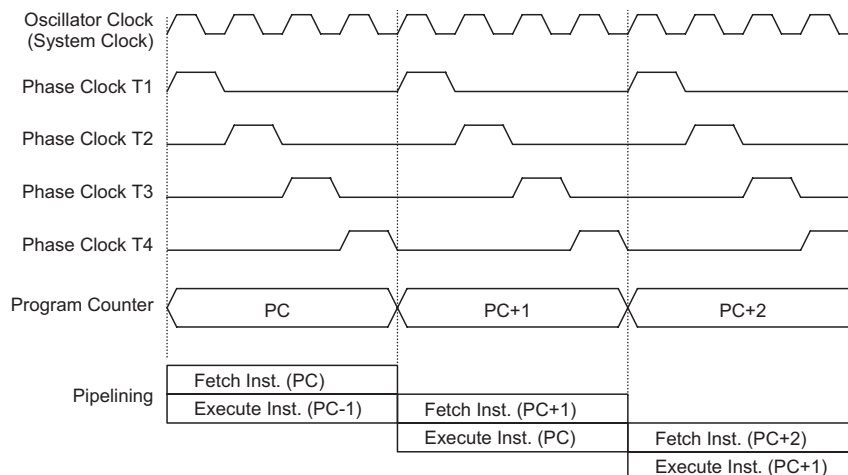 Oscillator Clock
(System Clock)
Phase Clock T1
Phase Clock T2
Phase Clock T3
Phase Clock T4
Program Counter
PC
PC+1
PC+2
Pipelining
Fetch Inst. (PC)
Execute Inst. (PC-1)
Fetch Inst. (PC+1)
Execute Inst. (PC)
Fetch Inst. (PC+2)
Execute Inst. (PC+1)